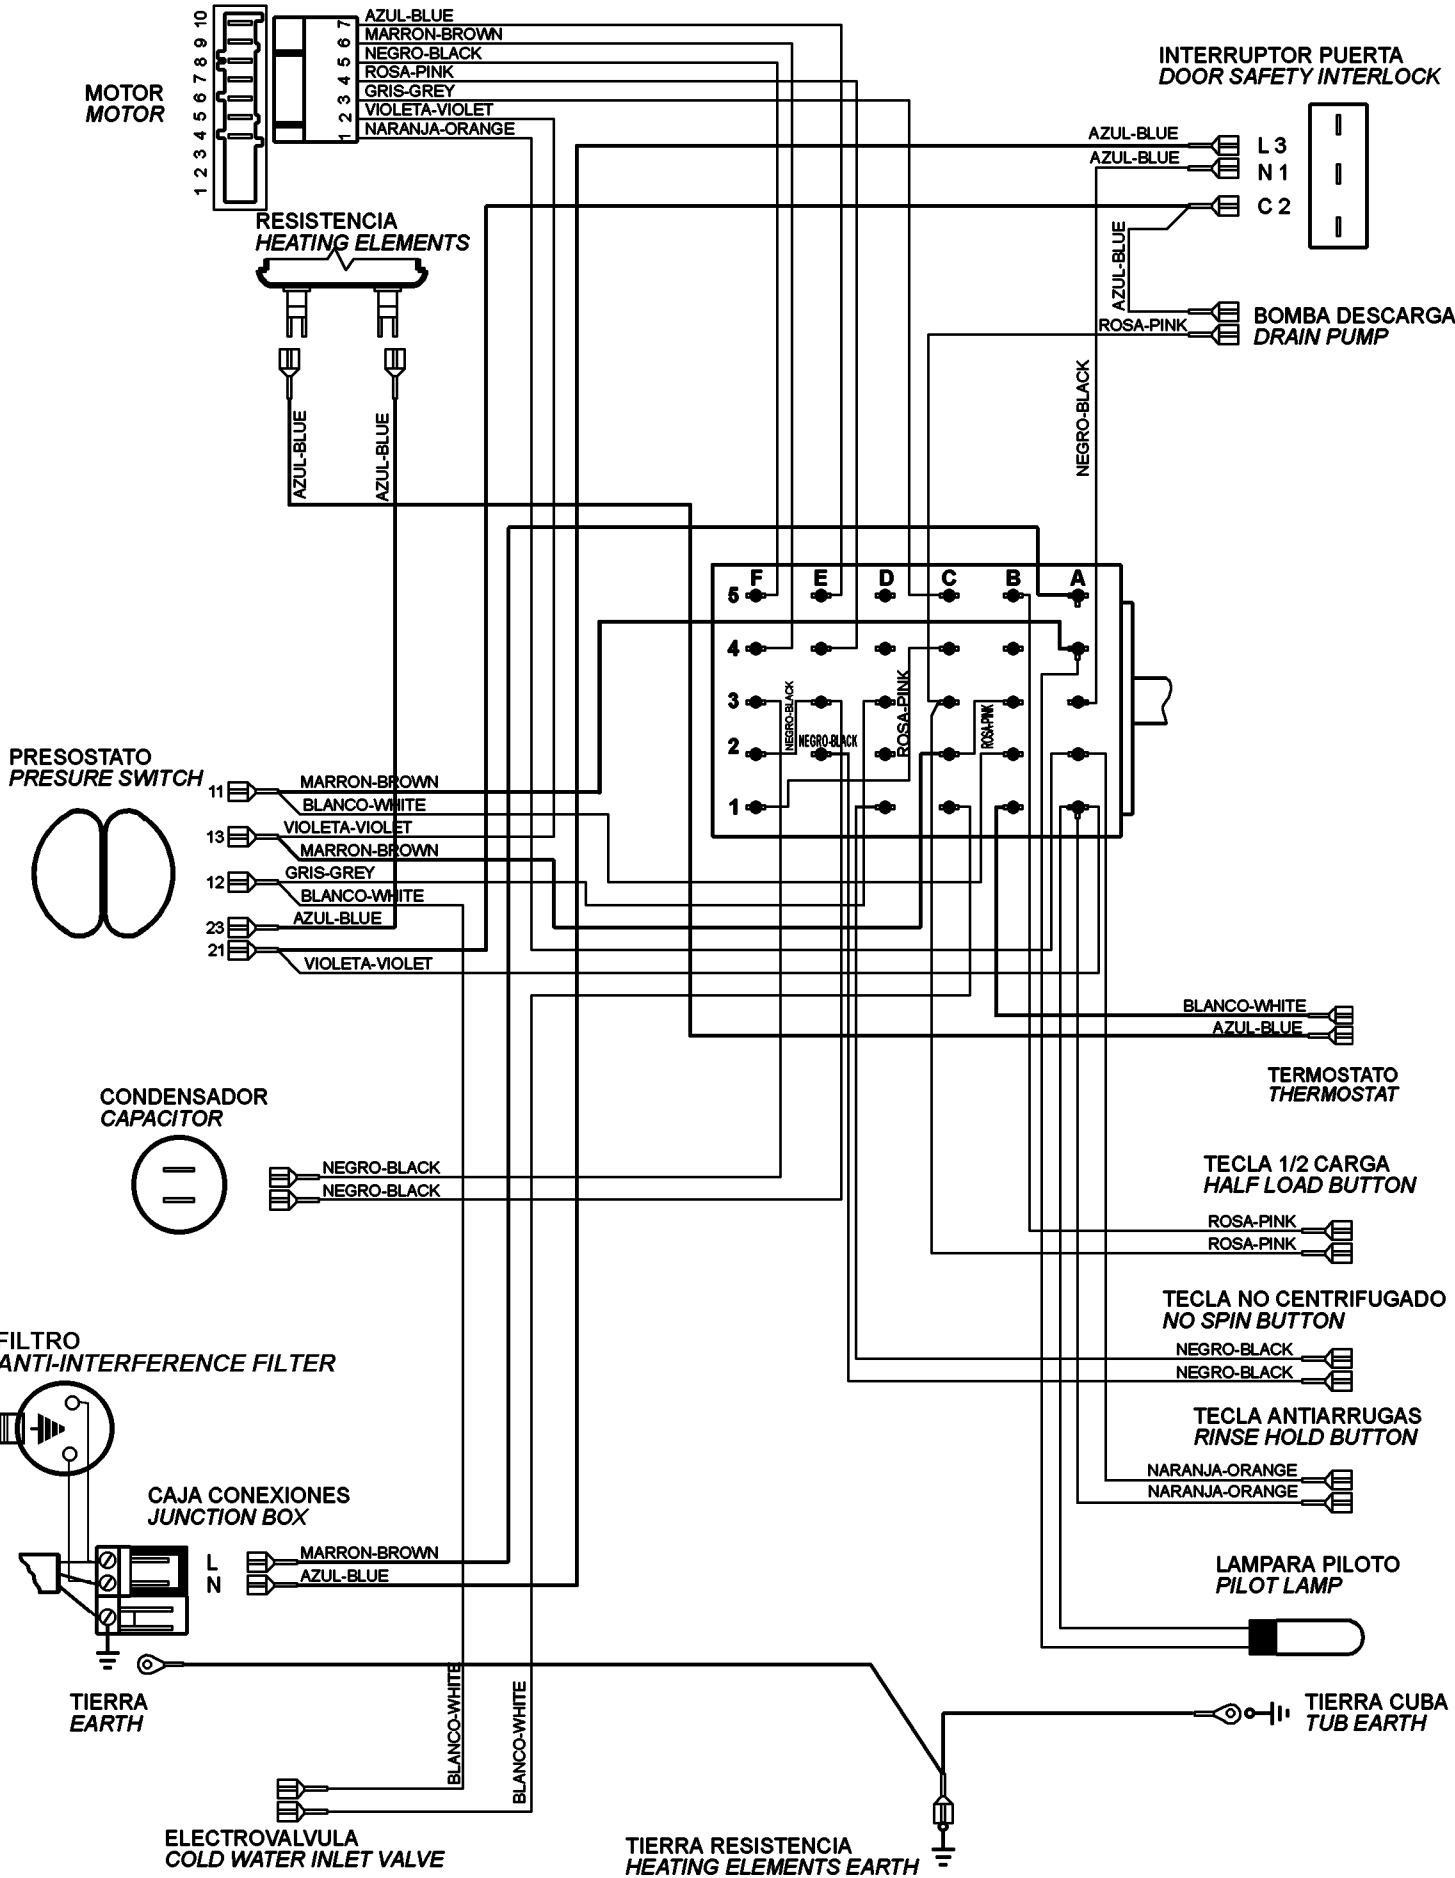 10
9
8
7
6
5
4
3
2
1
MOTOR
MOTOR
7
6
5
4
3
2
1
AZUL-BLUE
MARRON-BROWN
NEGRO-BLACK
ROSA-PINK
GRIS-GREY
VIOLETA-VIOLET
NARANJA-ORANGE
INTERRUPTOR PUERTA
DOOR SAFETY INTERLOCK
AZUL-BLUE
L 3
AZUL-BLUE
N 1
C 2
AZUL-BLUE
BOMBA DESCARGA
DRAIN PUMP
ROSA-PINK
NEGRO-BLACK
RESISTENCIA
HEATING ELEMENTS
AZUL-BLUE
AZUL-BLUE
F E D C B A
5
4
3
2
1
NEGRO-BLACK
NEGRO-BLACK
ROSA-PINK
ROSA-PINK
PRESOSTATO
PRESURE SWITCH
11
MARRON-BROWN
BLANCO-WHITE
13
VIOLETA-VIOLET
MARRON-BROWN
12
GRIS-GREY
BLANCO-WHITE
23
AZUL-BLUE
21
VIOLETA-VIOLET
BLANCO-WHITE
AZUL-BLUE
TERMOSTATO
THERMOSTAT
CONDENSADOR
CAPACITOR
NEGRO-BLACK
NEGRO-BLACK
TECLA 1/2 CARGA
HALF LOAD BUTTON
ROSA-PINK
ROSA-PINK
TECLA NO CENTRIFUGADO
NO SPIN BUTTON
NEGRO-BLACK
NEGRO-BLACK
FILTRO
ANTI-INTERFERENCE FILTER
TECLA ANTIARRUGAS
RINSE HOLD BUTTON
NARANJA-ORANGE
NARANJA-ORANGE
CAJA CONEXIONES
JUNCTION BOX
L
MARRON-BROWN
N
AZUL-BLUE
LAMPARA PILOTO
PILOT LAMP
TIERRA
EARTH
BLANCO-WHITE
BLANCO-WHITE
TIERRA CUBA
TUB EARTH
ELECTROVALVULA
COLD WATER INLET VALVE
TIERRA RESISTENCIA
HEATING ELEMENTS EARTH